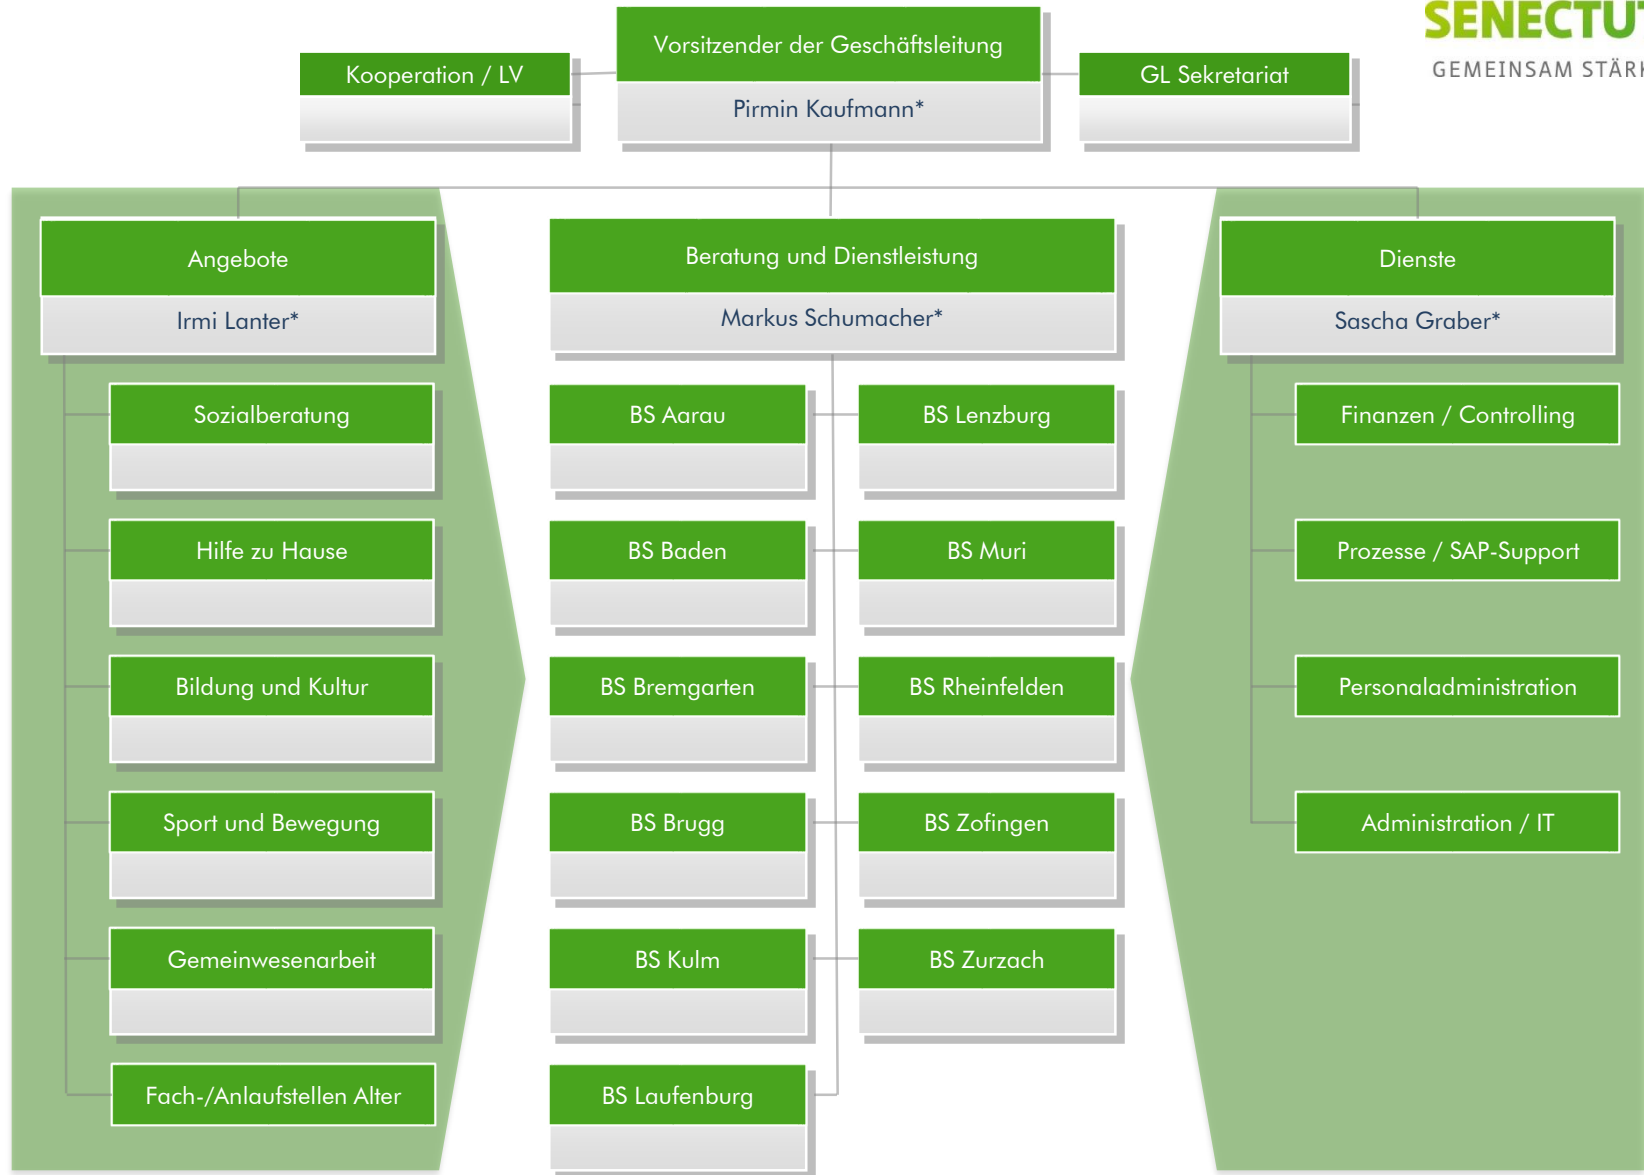 SENECTUT
GEMEINSAM STÄRK
Vorsitzender der Geschäftsleitung
Pirmin Kaufmann*
Kooperation / LV
GL Sekretariat
Angebote
Irmi Lanter*
Beratung und Dienstleistung
Markus Schumacher*
Dienste
Sascha Graber*
Sozialberatung
Hilfe zu Hause
Bildung und Kultur
Sport und Bewegung
Gemeinwesenarbeit
Fach-/Anlaufstellen Alter
BS Aarau
BS Lenzburg
BS Baden
BS Muri
BS Bremgarten
BS Rheinfelden
BS Brugg
BS Zofingen
BS Kulm
BS Zurzach
BS Laufenburg
Finanzen / Controlling
Prozesse / SAP-Support
Personaladministration
Administration / IT